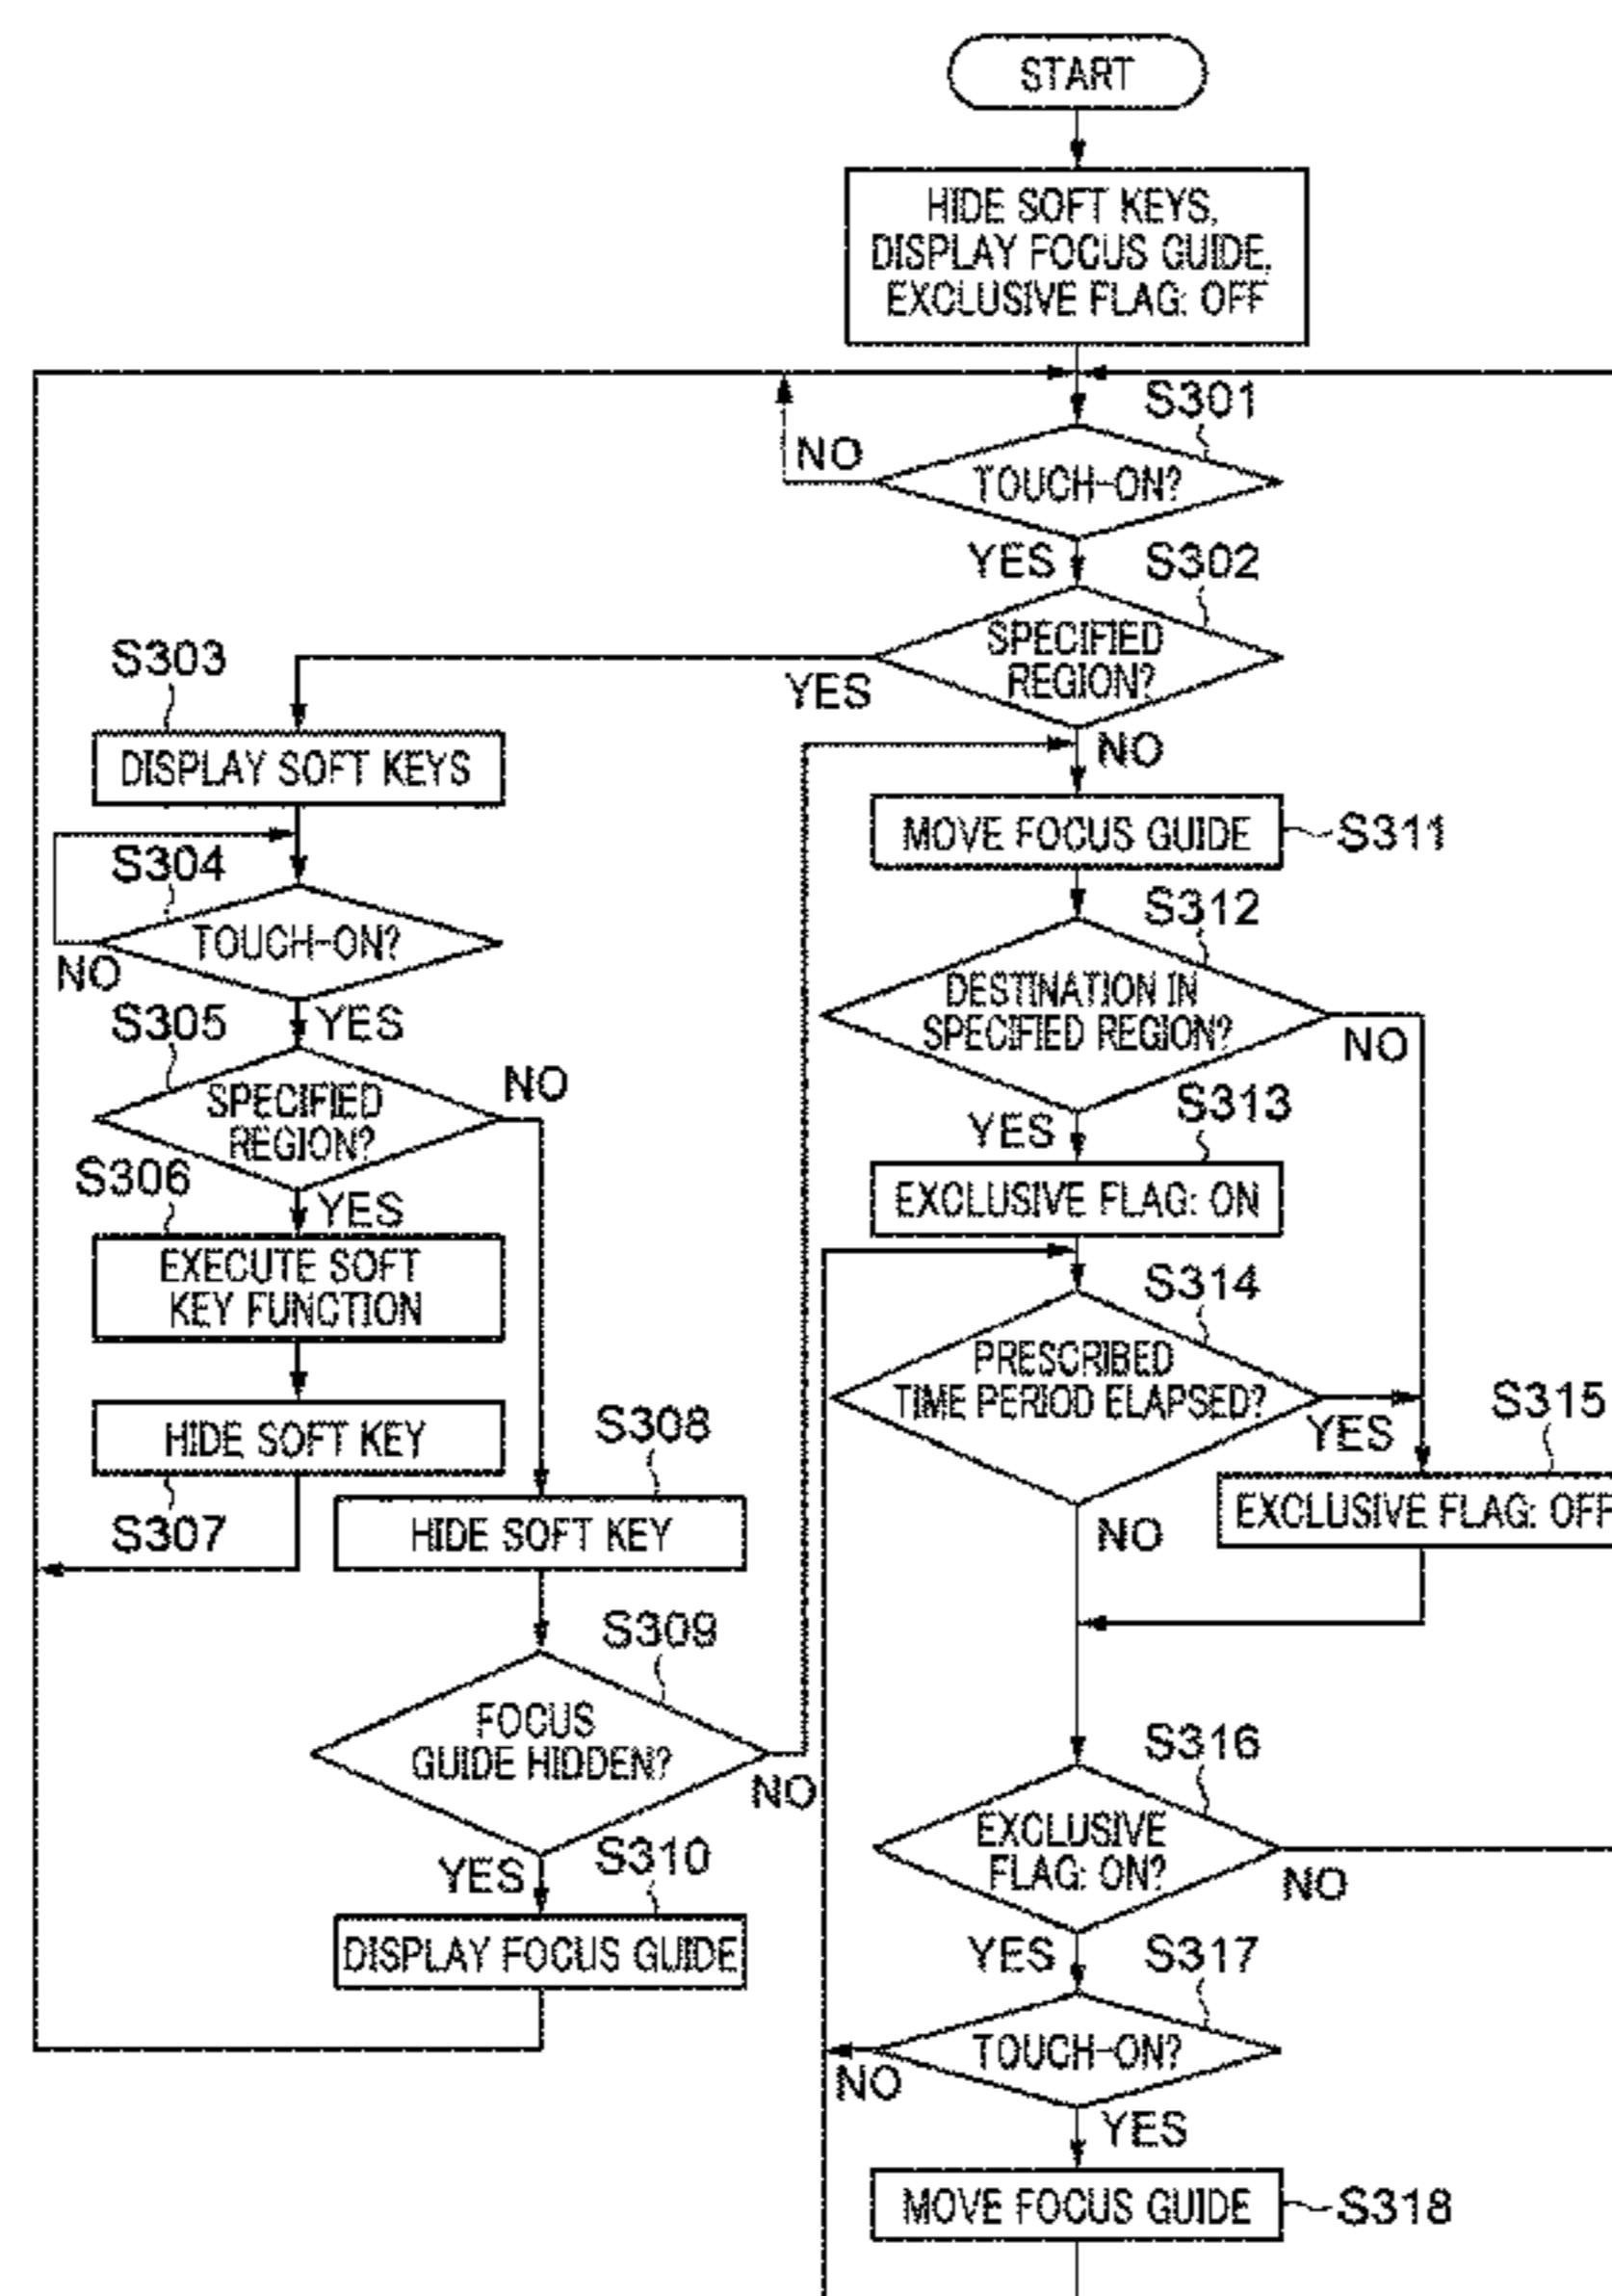 START
HIDE SOFT KEYS,
DISPLAY FOCUS GUIDE,
EXCLUSIVE FLAG: OFF
S301
NO
TOUCH-ON?
YES
S302
SPECIFIED
REGION?
YES
NO
S303
DISPLAY SOFT KEYS
S304
TOUCH-ON?
NO
YES
S305
SPECIFIED
REGION?
NO
YES
S306
EXECUTE SOFT
KEY FUNCTION
HIDE SOFT KEY
S307
S308
HIDE SOFT KEY
S309
FOCUS
GUIDE HIDDEN?
NO
YES
S310
DISPLAY FOCUS GUIDE
MOVE FOCUS GUIDE
S311
S312
DESTINATION IN
SPECIFIED REGION?
NO
YES
S313
EXCLUSIVE FLAG: ON
S314
PRESCRIBED
TIME PERIOD ELAPSED?
YES
NO
S315
EXCLUSIVE FLAG: OFF
S316
EXCLUSIVE
FLAG: ON?
NO
YES
S317
TOUCH-ON?
NO
YES
MOVE FOCUS GUIDE
S318